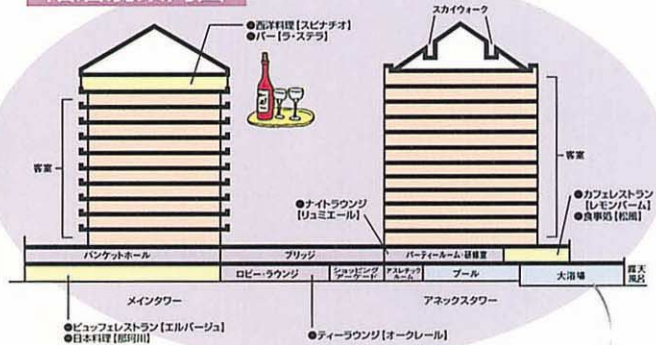 スカイウォーク
●西洋料理【スピナチオ】
●バー【ラ・ステラ】
客室
客室
●ナイトラウンジ
【リュミエール】
●カフェレストラン
【レモンバーム】
●食事処【松風】
バンケットホール
ブリッジ
パーティールーム・研修室
ロビー・ラウンジ
ショッピング
アーケード
アスレチック
ルーム
プール
大浴場
露天
風呂
メインタワー
アネックスタワー
●ビュッフェレストラン【エルバージュ】
●日本料理【那珂川】
●ティーラウンジ【オークレール】